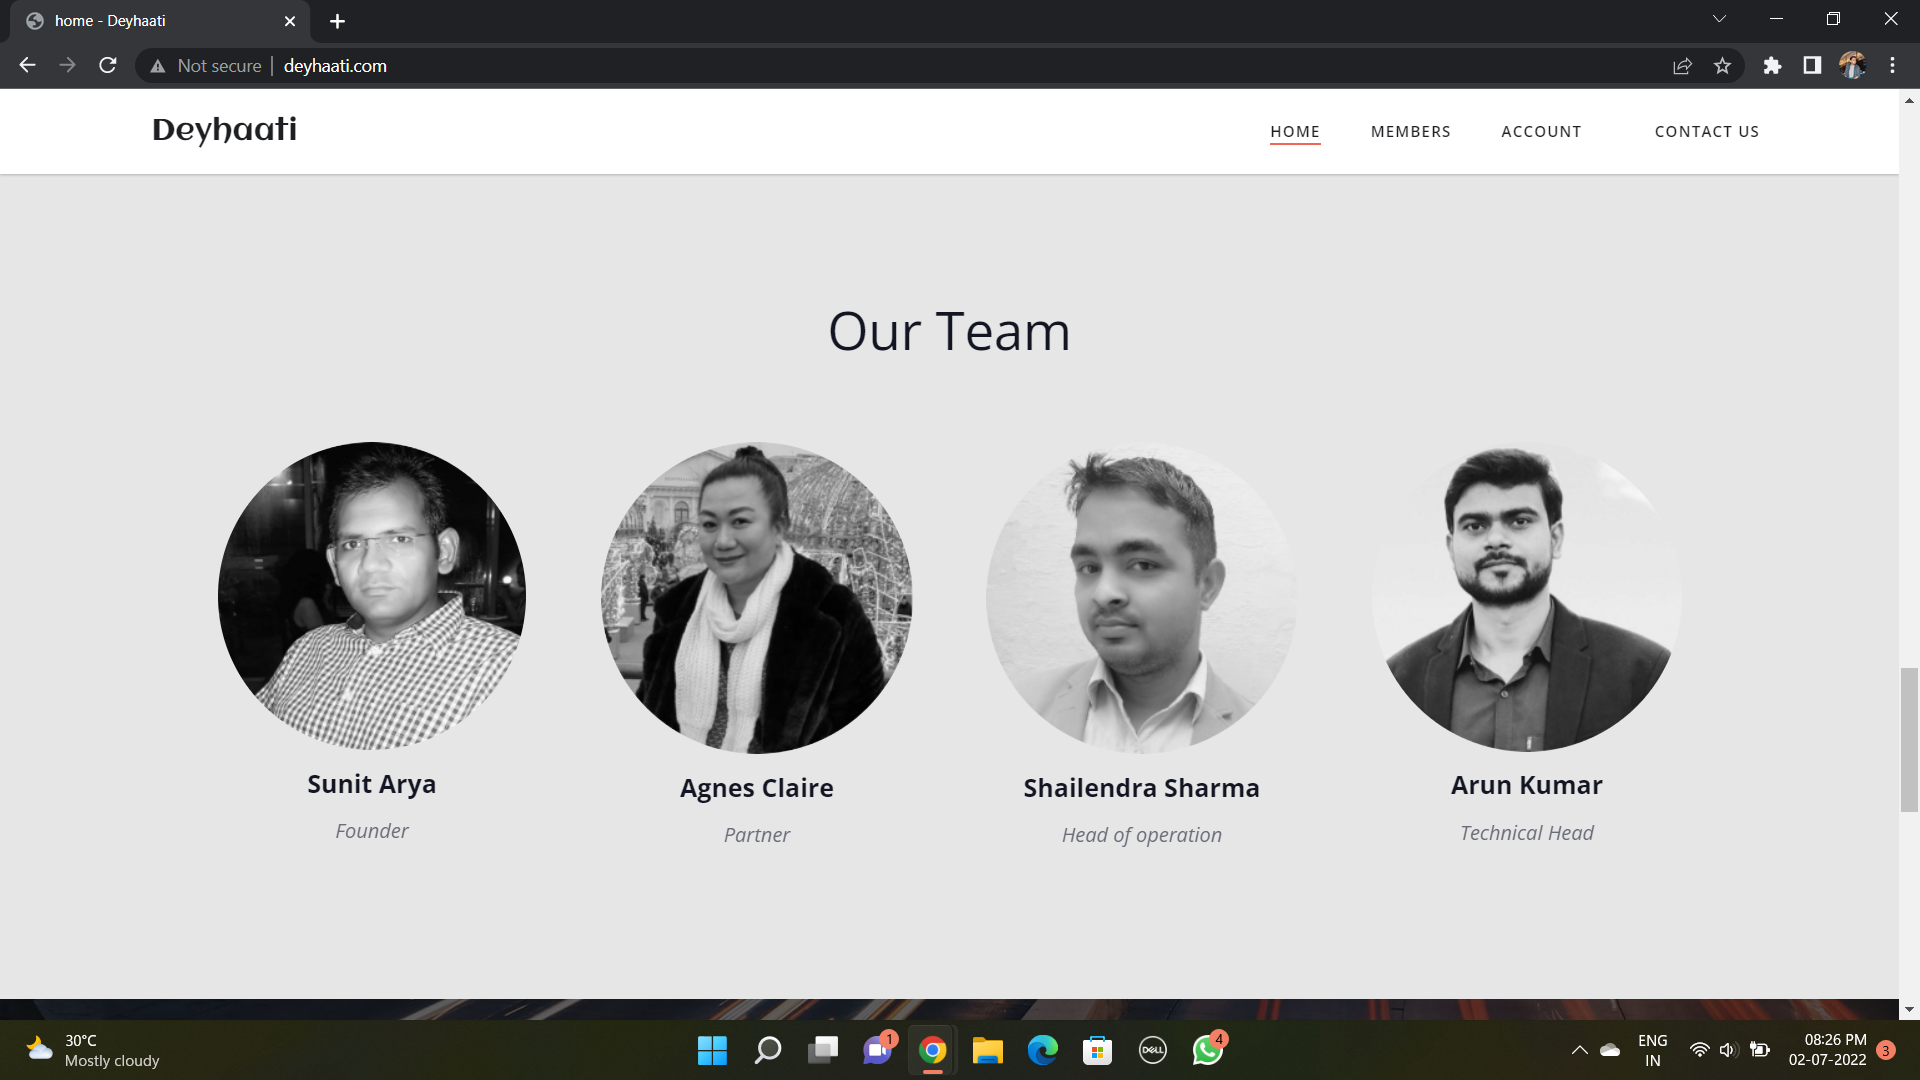 home - Deyhaati
Not secure
deyhaati.com
Deyhaati
HOME
MEMBERS
ACCOUNT
CONTACT US
Our Team
Sunit Arya
Agnes Claire
Shailendra Sharma
Arun Kumar
Founder
Partner
Head of operation
Technical Head
30°C
Mostly cloudy
1
DELL
4
ENG
IN
08:26 PM
02-07-2022
3